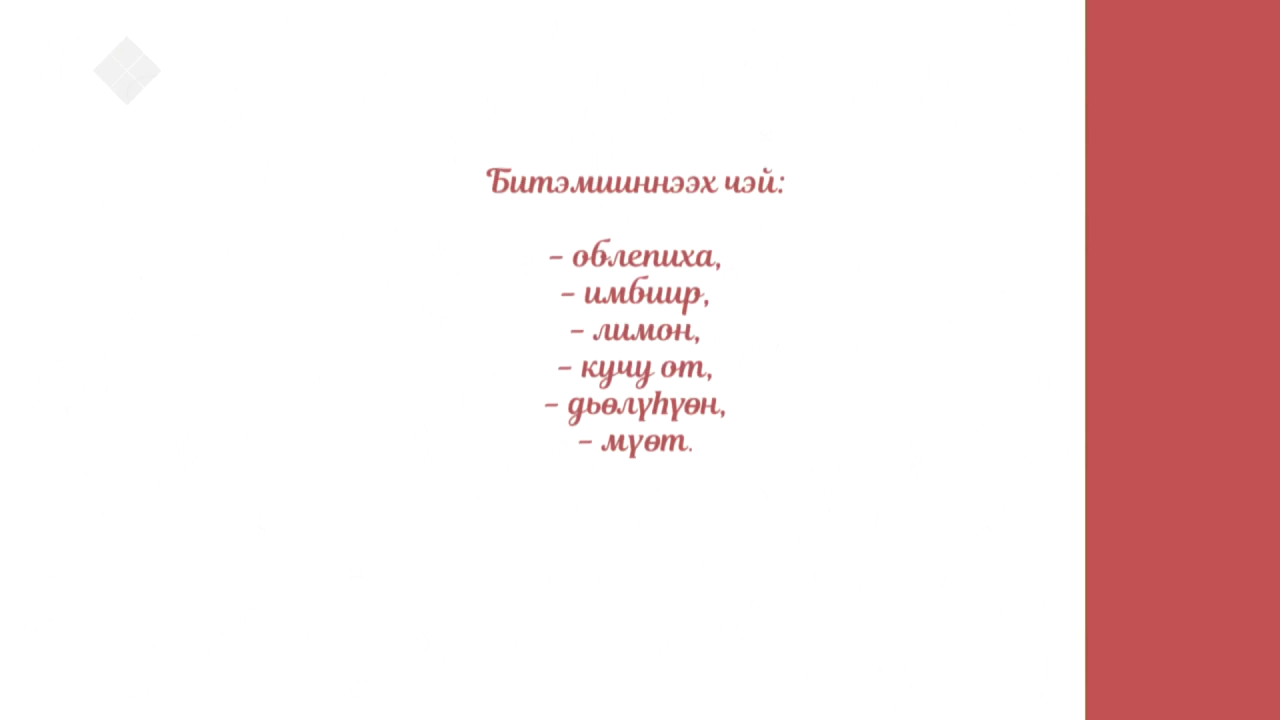 Битэмииннээх чэй:
- облепиха,
- имбиир,
- лимон,
- кучу от,
- дьөлүһүөн,
- мүөт.